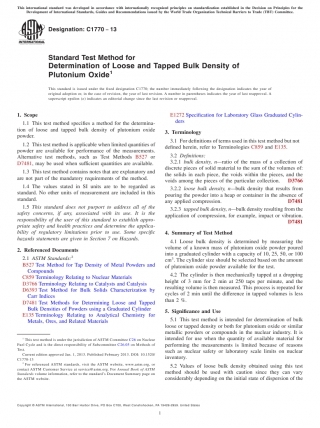 This international standard was developed in accordance with internationally recognized principles on standardization established in the Decision on Principles for the
Development of International Standards, Guides and Recommendations issued by the World Trade Organization Technical Barriers to Trade (TBT) Committee.
Designation: C1770 − 13
Standard Test Method for
Determination of Loose and Tapped Bulk Density of
Plutonium Oxide1
This standard is issued under the fixed designation C1770; the number immediately following the designation indicates the year of
original adoption or, in the case of revision, the year of last revision. A number in parentheses indicates the year of last reapproval. A
superscript epsilon (ε) indicates an editorial change since the last revision or reapproval.
1. Scope
1.1 This test method specifies a method for the determina-
tion of loose and tapped bulk density of plutonium oxide
powder.
1.2 This test method is applicable when limited quantities of
powder are available for performance of the measurements.
Alternative test methods, such as Test Methods B527 or
D7481, may be used when sufficient quantities are available.
1.3 This test method contains notes that are explanatory and
are not part of the mandatory requirements of the method.
1.4 The values stated in SI units are to be regarded as
standard. No other units of measurement are included in this
standard.
1.5 This standard does not purport to address all of the
safety concerns, if any, associated with its use. It is the
responsibility of the user of this standard to establish appro-
priate safety and health practices and determine the applica-
bility of regulatory limitations prior to use. Some specific
hazards statements are given in Section 7 on Hazards.
2. Referenced Documents
2.1 ASTM Standards:2
B527 Test Method for Tap Density of Metal Powders and
Compounds
C859 Terminology Relating to Nuclear Materials
D3766 Terminology Relating to Catalysts and Catalysis
D6393 Test Method for Bulk Solids Characterization by
Carr Indices
D7481 Test Methods for Determining Loose and Tapped
Bulk Densities of Powders using a Graduated Cylinder
E135 Terminology Relating to Analytical Chemistry for
Metals, Ores, and Related Materials
1 This test method is under the jurisdiction of ASTM Committee C26 on Nuclear
Fuel Cycle and is the direct responsibility of Subcommittee C26.05 on Methods of
Test.
Current edition approved Jan. 1, 2013. Published February 2013. DOI: 10.1520/
C1770-13
2 For referenced ASTM standards, visit the ASTM website, www.astm.org, or
contact ASTM Customer Service at service@astm.org. For Annual Book of ASTM
Standards volume information, refer to the standard's Document Summary page on
the ASTM website.
E1272 Specification for Laboratory Glass Graduated Cylin-
ders
3. Terminology
3.1 For definitions of terms used in this test method but not
defined herein, refer to Terminologies C859 and E135.
3.2 Definitions:
3.2.1 bulk density, n—ratio of the mass of a collection of
discrete pieces of solid material to the sum of the volumes of:
the solids in each piece, the voids within the pieces, and the
voids among the pieces of the particular collection. D3766
3.2.2 loose bulk density, n—bulk density that results from
pouring the powder into a heap or container in the absence of
any applied compression. D7481
3.2.3 tapped bulk density, n—bulk density resulting from the
application of compression, for example, impact or vibration.
D7481
4. Summary of Test Method
4.1 Loose bulk density is determined by measuring the
volume of a known mass of plutonium oxide powder poured
into a graduated cylinder with a capacity of 10, 25, 50, or 100
cm3. The cylinder size should be selected based on the amount
of plutonium oxide powder available for the test.
4.2 The cylinder is then mechanically tapped at a dropping
height of 3 mm for 2 min at 250 taps per minute, and the
resulting volume is then measured. This process is repeated for
cycles of 2 min until the difference in tapped volumes is less
than 2 %.
5. Significance and Use
5.1 This test method is intended for determination of bulk
loose or tapped density or both for plutonium oxide or similar
metallic powders or compounds in the nuclear industry. It is
intended for use when the quantity of available material for
performing the measurements is limited because of reasons
such as nuclear safety or laboratory scale limits on nuclear
inventory.
5.2 Values of loose bulk density obtained using this test
method should be used with caution since they can vary
considerably depending on the initial state of dispersion of the
Copyright © ASTM International, 100 Barr Harbor Drive, PO Box C700, West Conshohocken, PA 19428-2959. United States
1